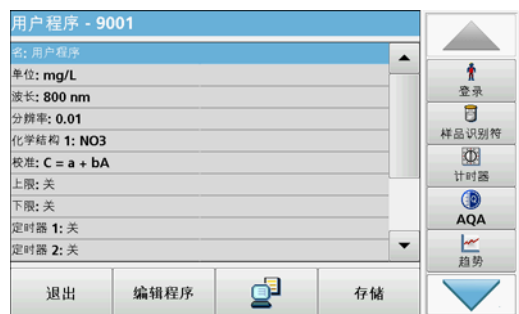 用户程序 - 9001
名: 用户程序
单位: mg/L
波长: 800 nm
分辨率: 0.01
化学结构 1: NO3
校准: C = a + bA
上限: 关
下限: 关
定时器 1: 关
定时器 2: 关
退出
编辑程序
存储
登录
样品识别符
计时器
AQA
趋势